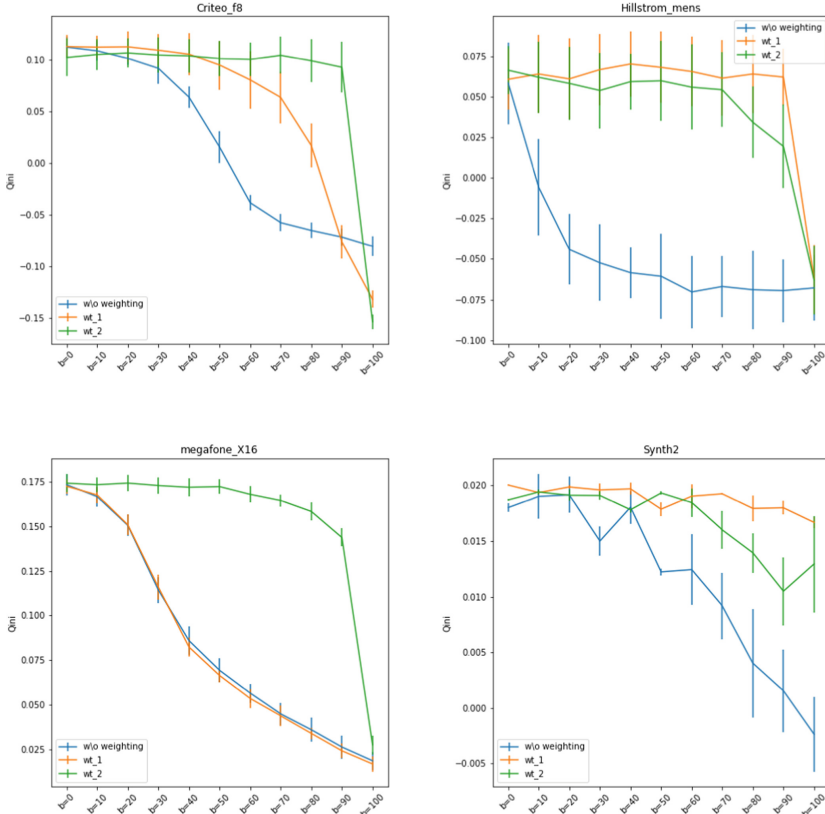 Criteo_f8
Qini
0.10
0.05
0.00
−0.05
−0.10
−0.15
w\o weighting
wt_1
wt_2
b=0
b=10
b=20
b=30
b=40
b=50
b=60
b=70
b=80
b=90
b=100
Hillstrom_mens
Qini
0.075
0.050
0.025
0.000
−0.025
−0.050
−0.075
−0.100
w\o weighting
wt_1
wt_2
b=0
b=10
b=20
b=30
b=40
b=50
b=60
b=70
b=80
b=90
b=100
megafone_X16
Qini
0.175
0.150
0.125
0.100
0.075
0.050
0.025
w\o weighting
wt_1
wt_2
b=0
b=10
b=20
b=30
b=40
b=50
b=60
b=70
b=80
b=90
b=100
Synth2
Qini
0.020
0.015
0.010
0.005
0.000
−0.005
w\o weighting
wt_1
wt_2
b=0
b=10
b=20
b=30
b=40
b=50
b=60
b=70
b=80
b=90
b=100